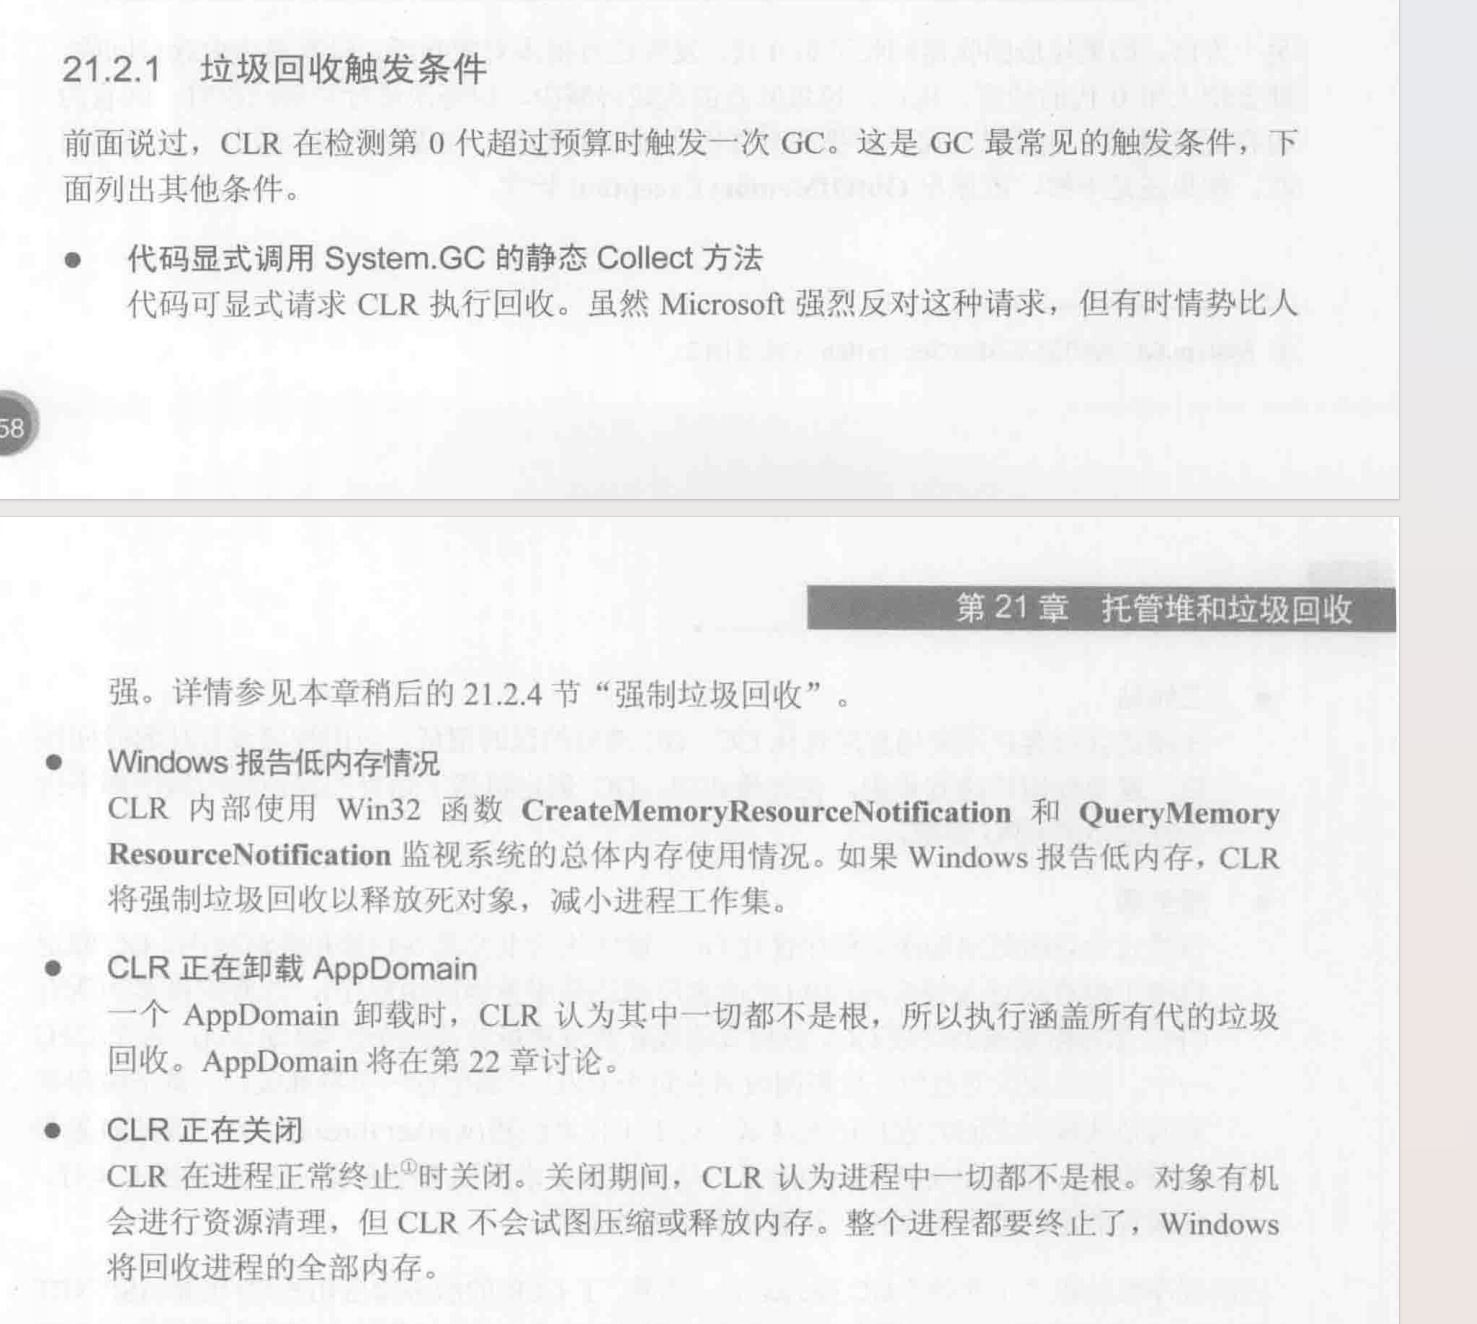 21.2.1 垃圾回收触发条件
前面说过，CLR 在检测第 0 代超过预算时触发一次 GC。这是 GC 最常见的触发条件，下
面列出其他条件。
● 代码显式调用 System.GC 的静态 Collect 方法
代码可显式请求 CLR 执行回收。虽然 Microsoft 强烈反对这种请求，但有时情势比人
58
第 21 章 托管堆和垃圾回收
强。详情参见本章稍后的 21.2.4 节“强制垃圾回收”。
● Windows 报告低内存情况
CLR 内部使用 Win32 函数 CreateMemoryResourceNotification 和 QueryMemory
ResourceNotification 监视系统的总体内存使用情况。如果 Windows 报告低内存，CLR
将强制垃圾回收以释放死对象，减小进程工作集。
● CLR 正在卸载 AppDomain
一个 AppDomain 卸载时，CLR 认为其中一切都不是根，所以执行涵盖所有代的垃圾
回收。AppDomain 将在第 22 章讨论。
● CLR 正在关闭
CLR 在进程正常终止①时关闭。关闭期间，CLR 认为进程中一切都不是根。对象有机
会进行资源清理，但 CLR 不会试图压缩或释放内存。整个进程都要终止了，Windows
将回收进程的全部内存。